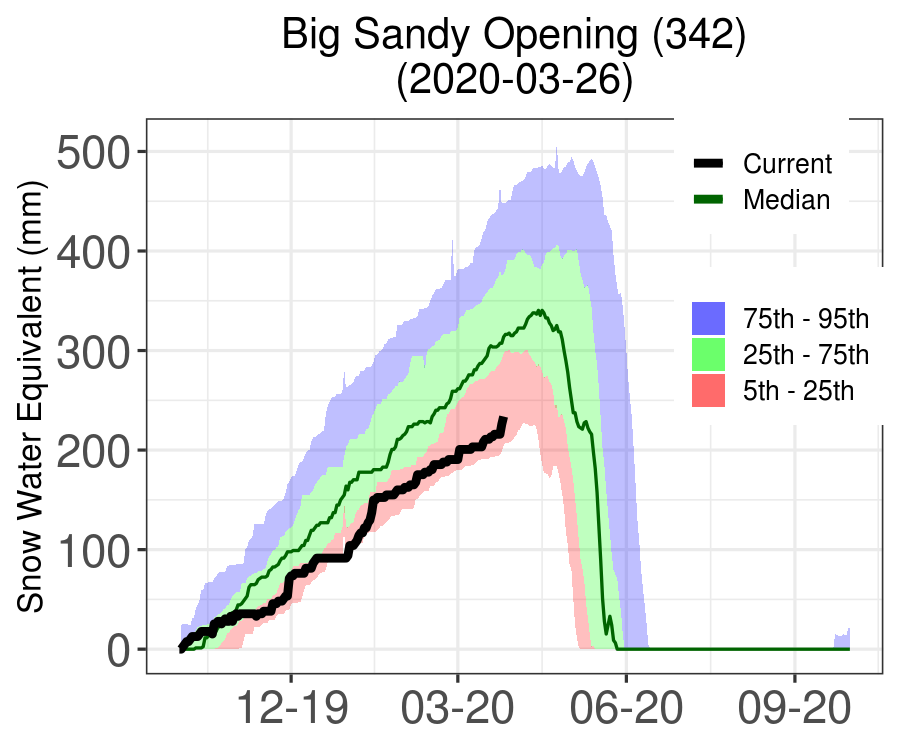 Big Sandy Opening (342)
(2020-03-26)
Snow Water Equivalent (mm)
500
400
300
200
100
0
12-19
03-20
06-20
09-20
Current
Median
75th - 95th
25th - 75th
5th - 25th